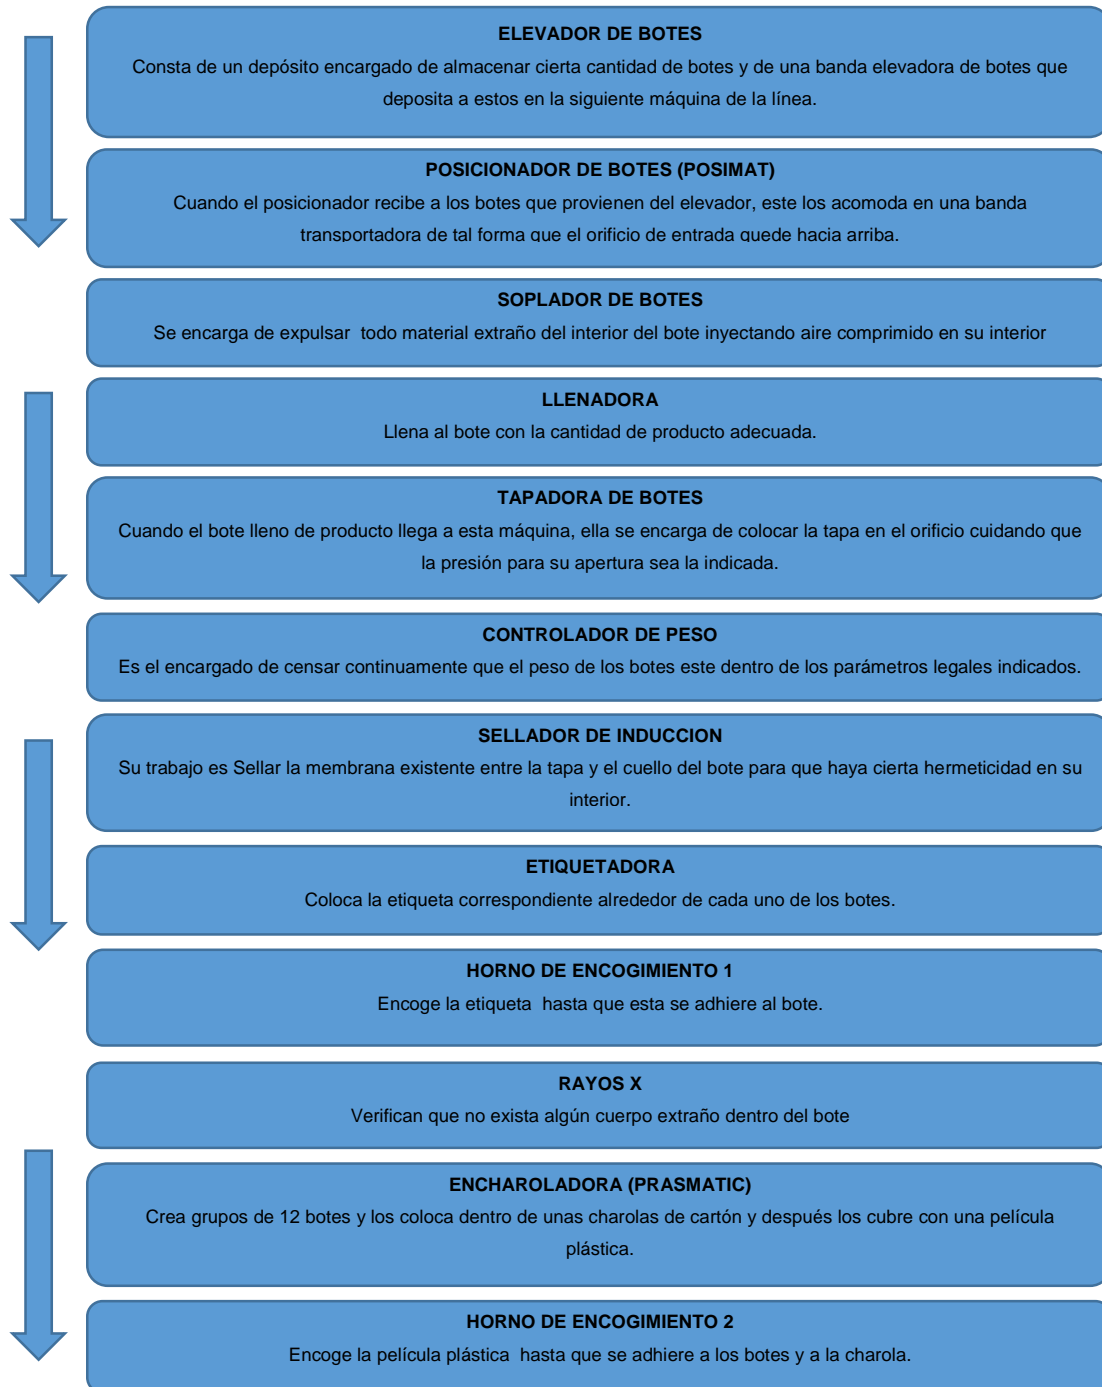 ELEVADOR DE BOTES
Consta de un depósito encargado de almacenar cierta cantidad de botes y de una banda elevadora de botes que
deposita a estos en la siguiente máquina de la línea.
POSICIONADOR DE BOTES (POSIMAT)
Cuando el posicionador recibe a los botes que provienen del elevador, este los acomoda en una banda
transportadora de tal forma que el orificio de entrada quede hacia arriba.
SOPLADOR DE BOTES
Se encarga de expulsar  todo material extraño del interior del bote inyectando aire comprimido en su interior
LLENADORA
Llena al bote con la cantidad de producto adecuada.
TAPADORA DE BOTES
Cuando el bote lleno de producto llega a esta máquina, ella se encarga de colocar la tapa en el orificio cuidando que
la presión para su apertura sea la indicada.
CONTROLADOR DE PESO
Es el encargado de censar continuamente que el peso de los botes este dentro de los parámetros legales indicados.
SELLADOR DE INDUCCION
Su trabajo es Sellar la membrana existente entre la tapa y el cuello del bote para que haya cierta hermeticidad en su
interior.
ETIQUETADORA
Coloca la etiqueta correspondiente alrededor de cada uno de los botes.
HORNO DE ENCOGIMIENTO 1
Encoge la etiqueta  hasta que esta se adhiere al bote.
RAYOS X
Verifican que no exista algún cuerpo extraño dentro del bote
ENCHAROLADORA (PRASMATIC)
Crea grupos de 12 botes y los coloca dentro de unas charolas de cartón y después los cubre con una película
plástica.
HORNO DE ENCOGIMIENTO 2
Encoge la película plástica  hasta que se adhiere a los botes y a la charola.